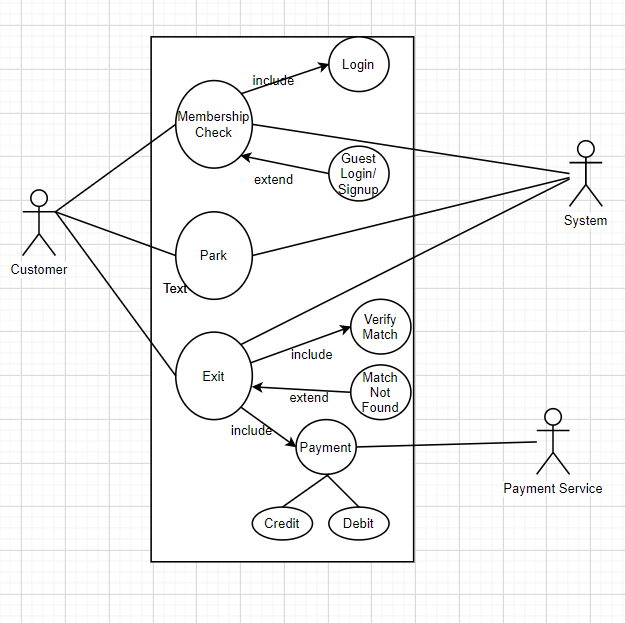 Login
include
Membership
Check
Guest
Login/
Signup
extend
System
Customer
Park
Text
Verify
Match
include
Exit
Match
Not
Found
extend
include
Payment
Payment Service
Credit
Debit